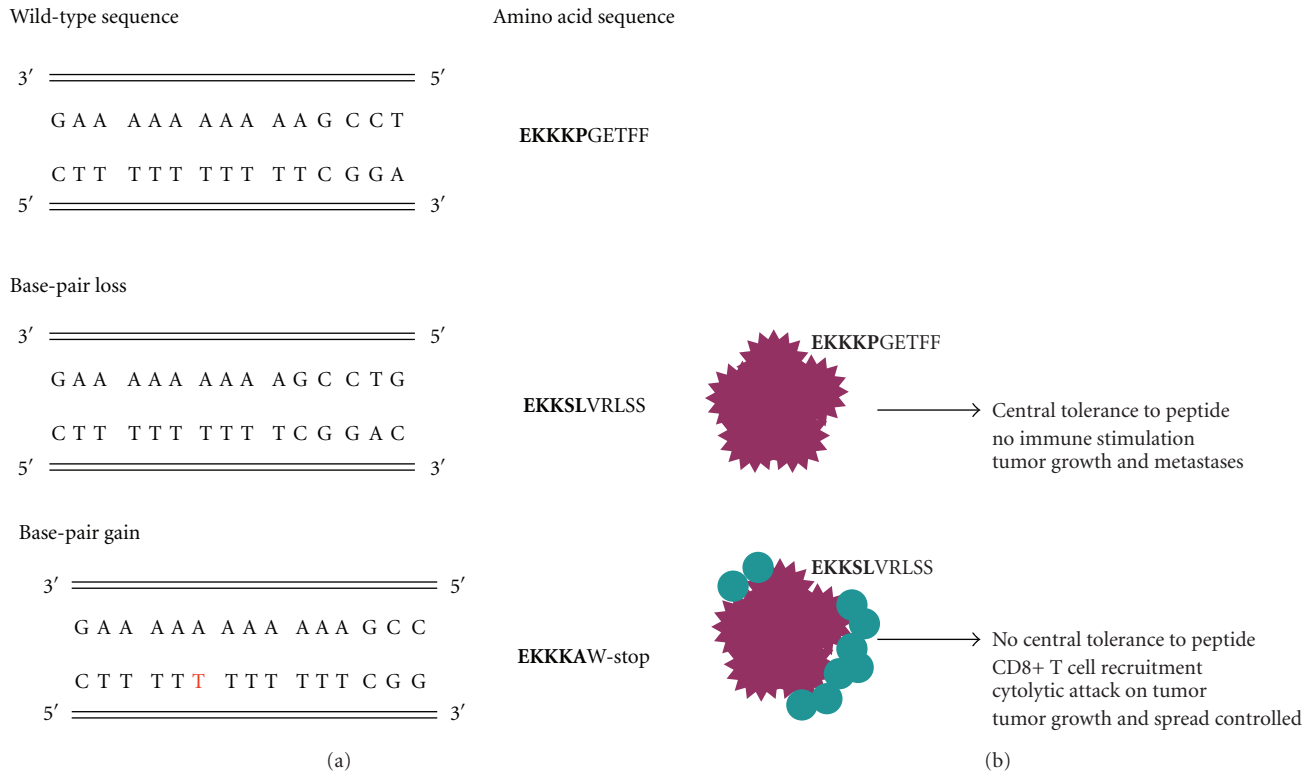 Wild-type sequence
Amino acid sequence
3′ 5′
G A A A A A A A A A A G C C T
C T T T T T T T T T T C G G A
5′ 3′
EKKKPGETFF
Base-pair loss
3′ 5′
G A A A A A A A A A G C C T G
C T T T T T T T T T C G G A C
5′ 3′
EKKSLVRLSS
EKKKPGETFF
Central tolerance to peptide
no immune stimulation
tumor growth and metastases
Base-pair gain
3′ 5′
G A A A A A A A A A A A G C C
C T T T T T T T T T T T C G G
5′ 3′
EKKKAW-stop
EKKSLVRLSS
No central tolerance to peptide
CD8+ T cell recruitment
cytolytic attack on tumor
tumor growth and spread controlled
(a)
(b)